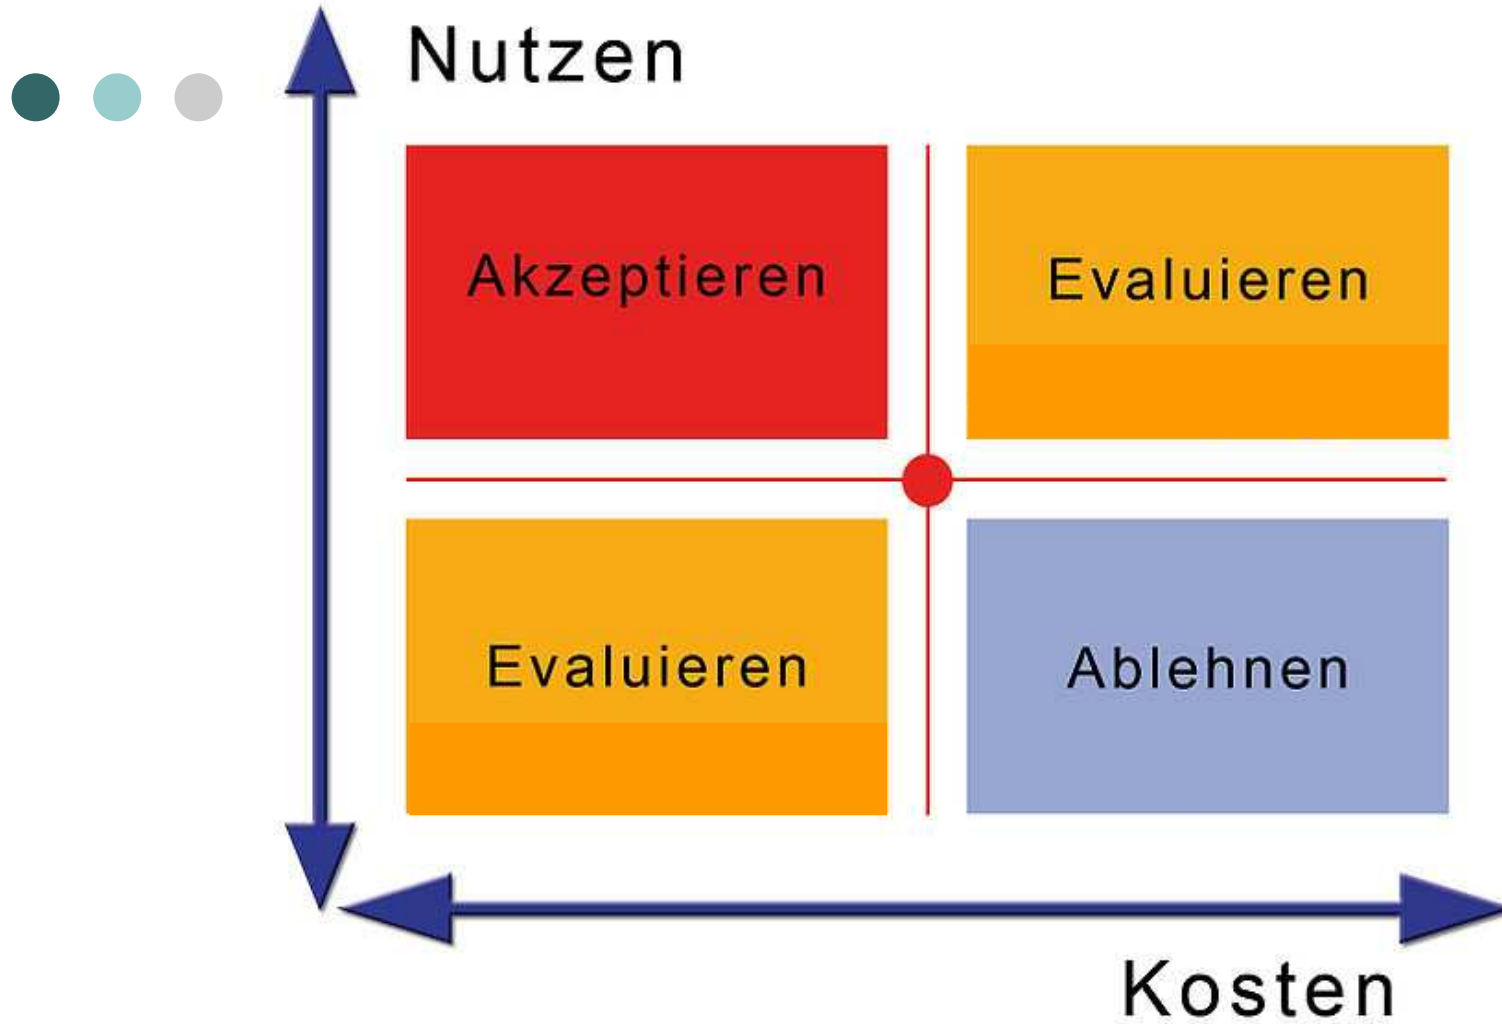 Nutzen
Akzeptieren
Evaluieren
Evaluieren
Ablehnen
Kosten